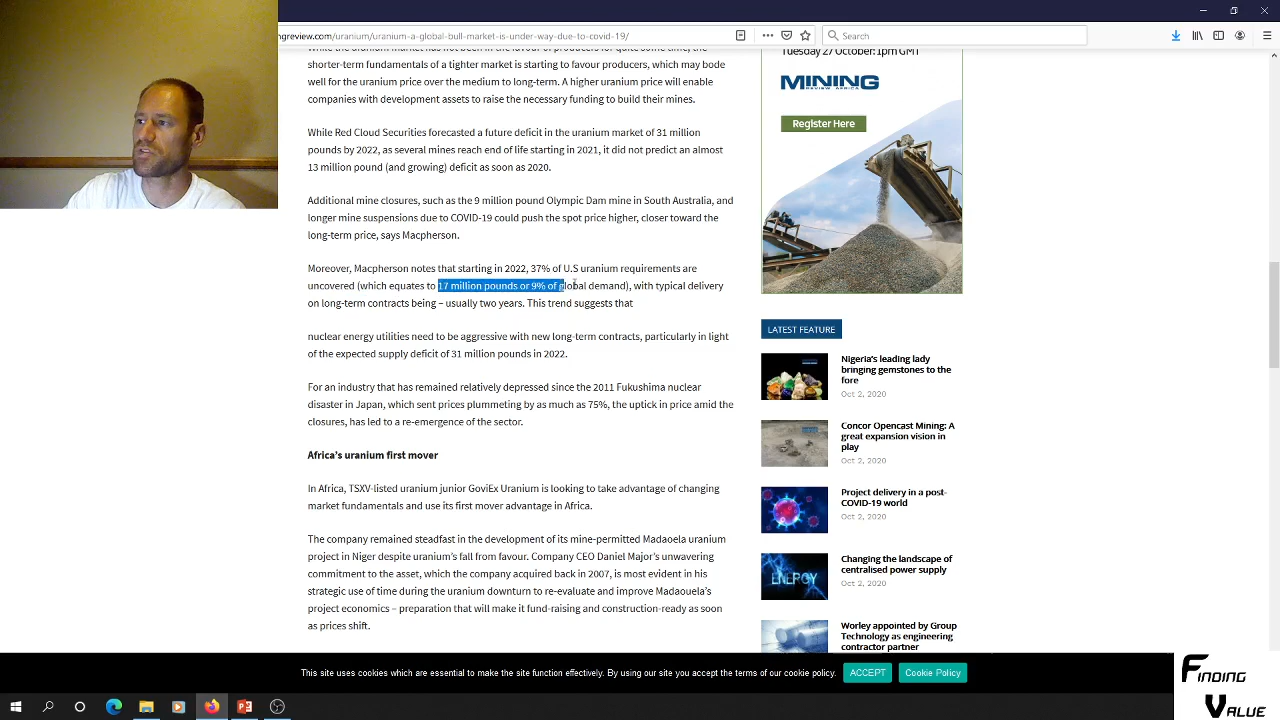 ngreview.com/uranium/uranium-a-global-bull-market-is-under-way-due-to-covid-19/
Search
While the uranium market has not been in the favour of producers for quite some time, the
shorter-term fundamentals of a tighter market is starting to favour producers, which may bode
well for the uranium price over the medium to long-term. A higher uranium price will enable
companies with development assets to raise the necessary funding to build their mines.
While Red Cloud Securities forecasted a future deficit in the uranium market of 31 million
pounds by 2022, as several mines reach end of life starting in 2021, it did not predict an almost
13 million pound (and growing) deficit as soon as 2020.
Additional mine closures, such as the 9 million pound Olympic Dam mine in South Australia, and
longer mine suspensions due to COVID-19 could push the spot price higher, closer toward the
long-term price, says Macpherson.
Moreover, Macpherson notes that starting in 2022, 37% of U.S uranium requirements are
uncovered (which equates to 17 million pounds or 9% of global demand), with typical delivery
on long-term contracts being – usually two years. This trend suggests that
nuclear energy utilities need to be aggressive with new long-term contracts, particularly in light
of the expected supply deficit of 31 million pounds in 2022.
For an industry that has remained relatively depressed since the 2011 Fukushima nuclear
disaster in Japan, which sent prices plummeting by as much as 75%, the uptick in price amid the
closures, has led to a re-emergence of the sector.
Africa's uranium first mover
In Africa, TSXV-listed uranium junior GoviEx Uranium is looking to take advantage of changing
market fundamentals and use its first mover advantage in Africa.
The company remained steadfast in the development of its mine-permitted Madaoela uranium
project in Niger despite uranium's fall from favour. Company CEO Daniel Major's unwavering
commitment to the asset, which the company acquired back in 2007, is most evident in his
strategic use of time during the uranium downturn to re-evaluate and improve Madaouela's
project economics – preparation that will make it fund-raising and construction-ready as soon
as prices shift.
Tuesday 27 October: 1pm GMT
MINING
REVIEW AFRICA
Register Here
LATEST FEATURE
Nigeria's leading lady
bringing gemstones to the
fore
Oct 2, 2020
Concor Opencast Mining: A
great expansion vision in
play
Oct 2, 2020
Project delivery in a post-
COVID-19 world
Oct 2, 2020
ENERGY
Changing the landscape of
centralised power supply
Oct 2, 2020
Worley appointed by Group
Technology as engineering
contractor partner
This site uses cookies which are essential to make the site function effectively. By using our site you accept the terms of our cookie policy.
ACCEPT
Cookie Policy
FINDING
VALUE